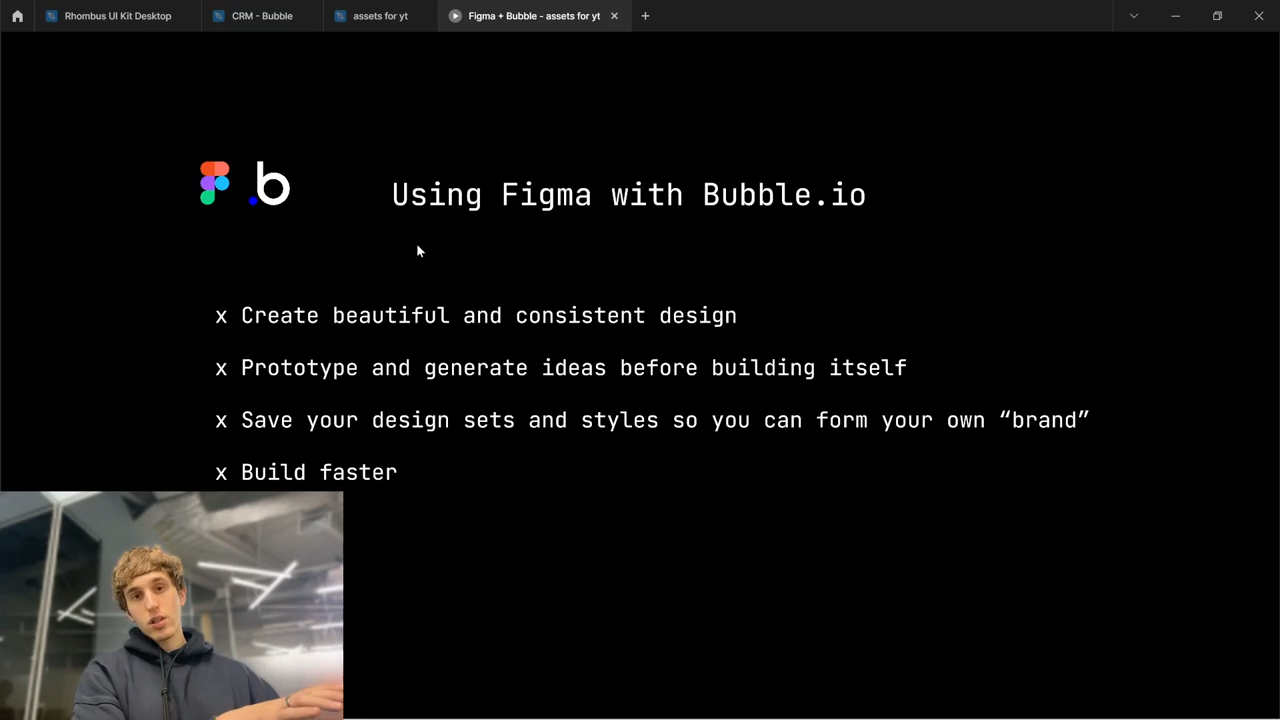 Rhombus UI Kit Desktop
CRM - Bubble
assets for yt
Figma + Bubble - assets for yt
.b
Using Figma with Bubble.io
x Create beautiful and consistent design
x Prototype and generate ideas before building itself
x Save your design sets and styles so you can form your own “brand”
x Build faster